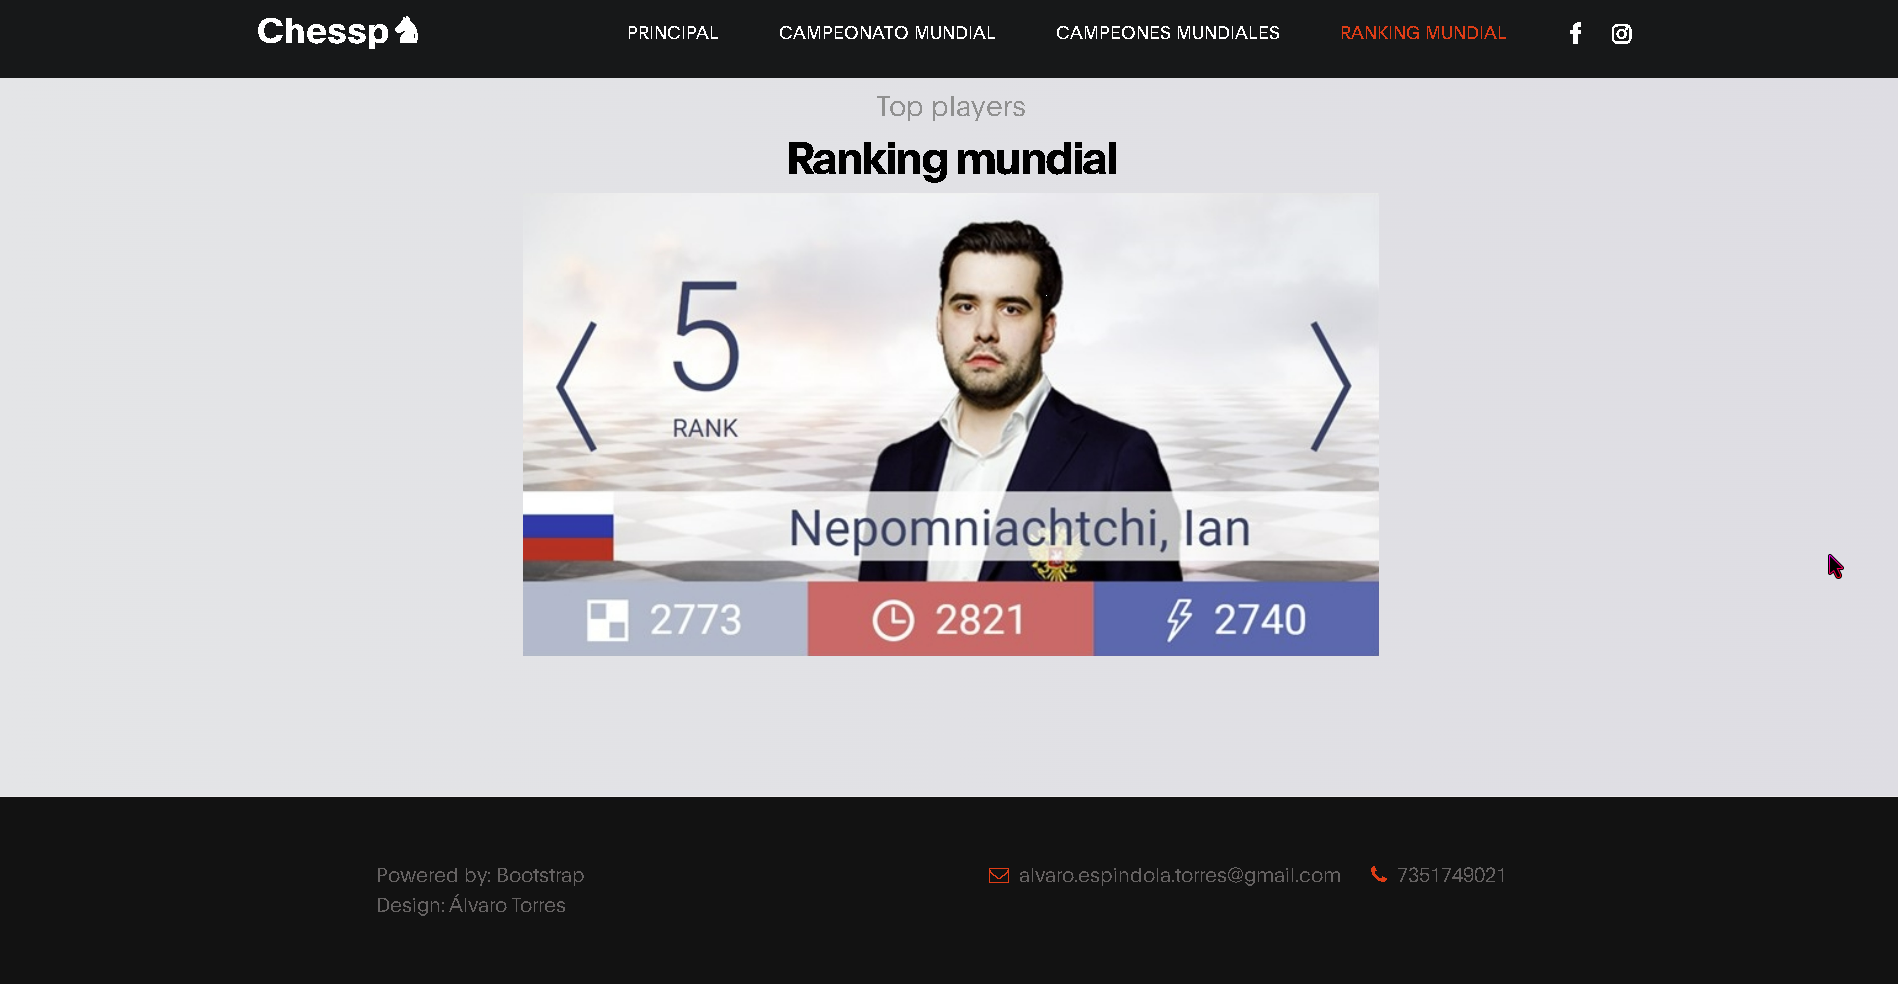 Chessp
PRINCIPAL CAMPEONATO MUNDIAL CAMPEONES MUNDIALES RANKING MUNDIAL
Top players
Ranking mundial
5
RANK
Nepomniachtchi, Ian
2773 2821 2740
Powered by: Bootstrap
Design: Álvaro Torres
alvaro.espindola.torres@gmail.com 7351749021